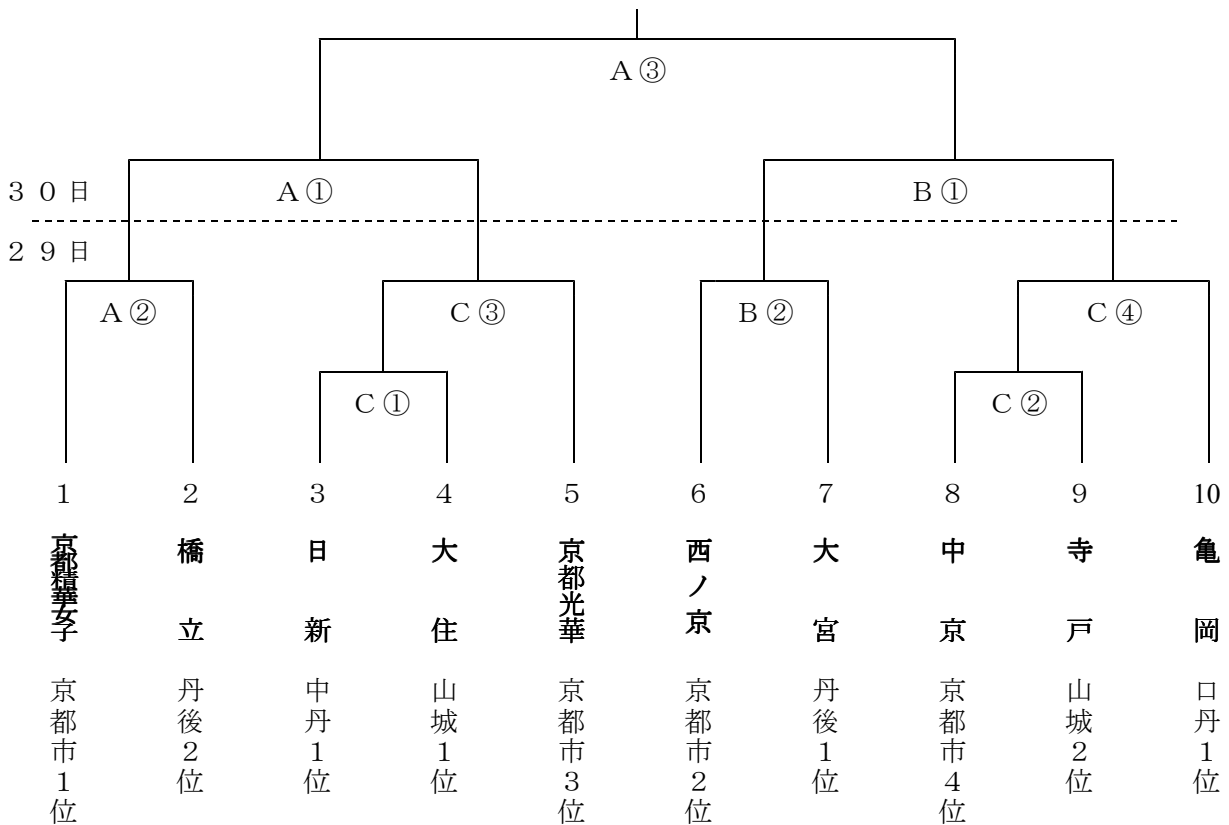 A③
30日
A①
B①
29日
A②
C③
B②
C④
C①
C②
1
2
3
4
5
6
7
8
9
10
京都精華女子
橋立
日新
大住
京都光華
西ノ京
大宮
中京
寺戸
亀岡
京都市1位
丹後2位
中丹1位
山城1位
京都市3位
京都市2位
丹後1位
京都市4位
山城2位
口丹1位